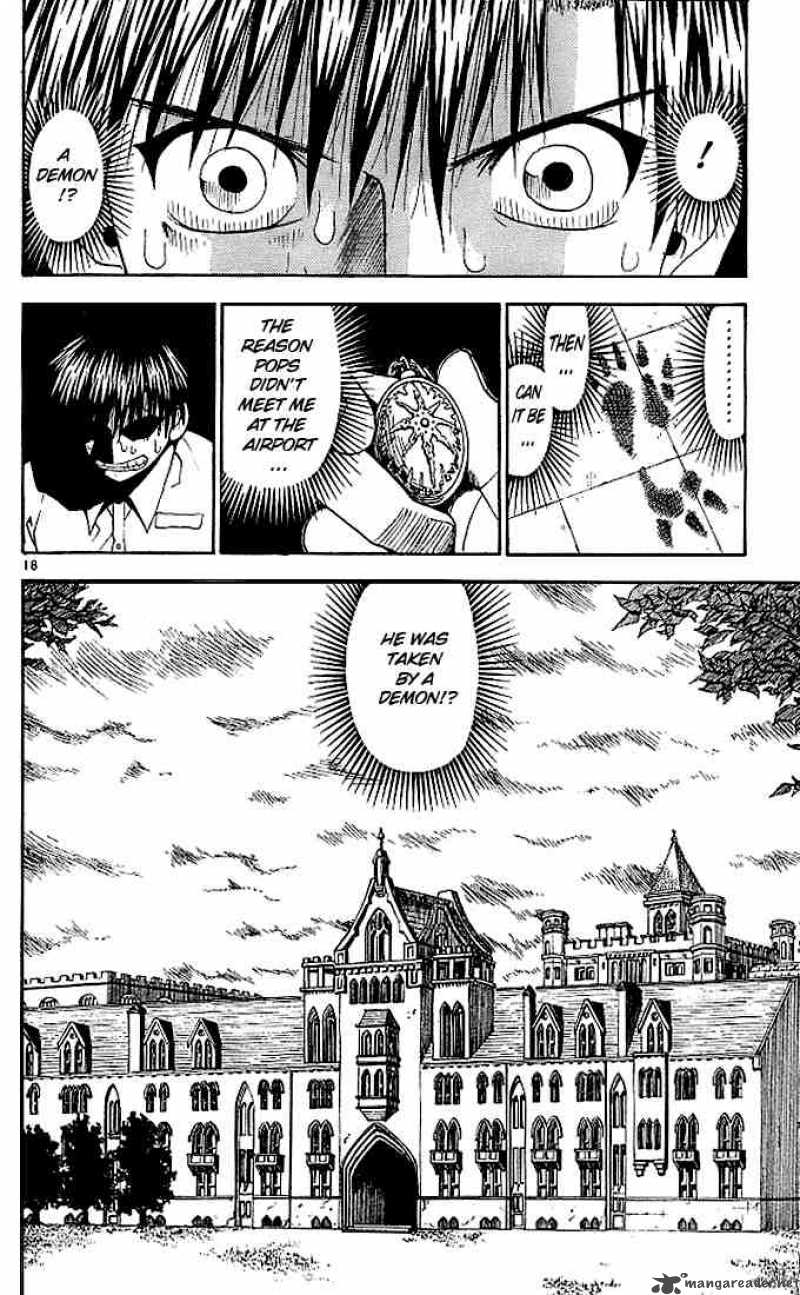 !
A
DEMON
!?
.........
THEN
...
CAN
IT BE
...
THE
REASON
POPS
DIDN'T
MEET ME
AT THE
AIRPORT
...
18
HE WAS
TAKEN
BY A
DEMON!?
mangareader.net